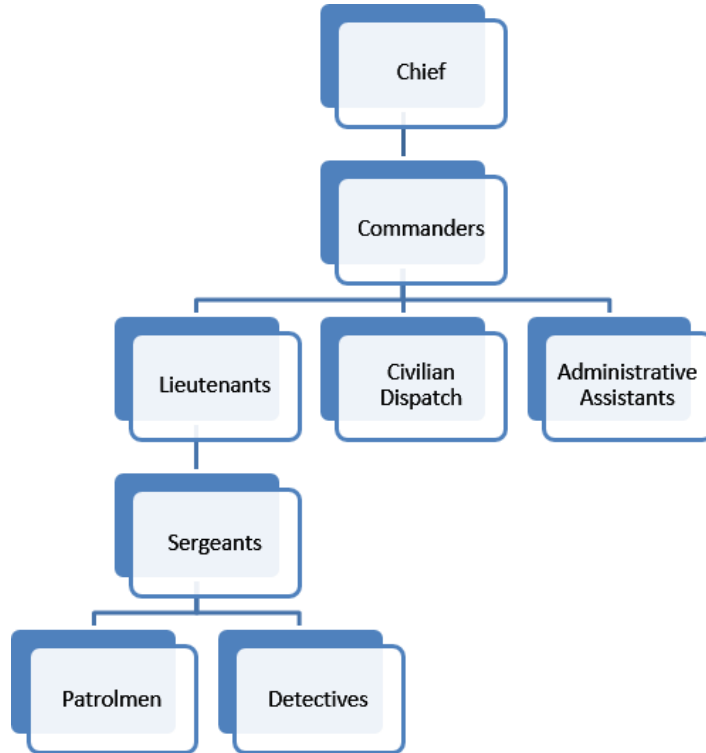 Chief
Commanders
Lieutenants
Civilian
Dispatch
Administrative
Assistants
Sergeants
Patrolmen
Detectives